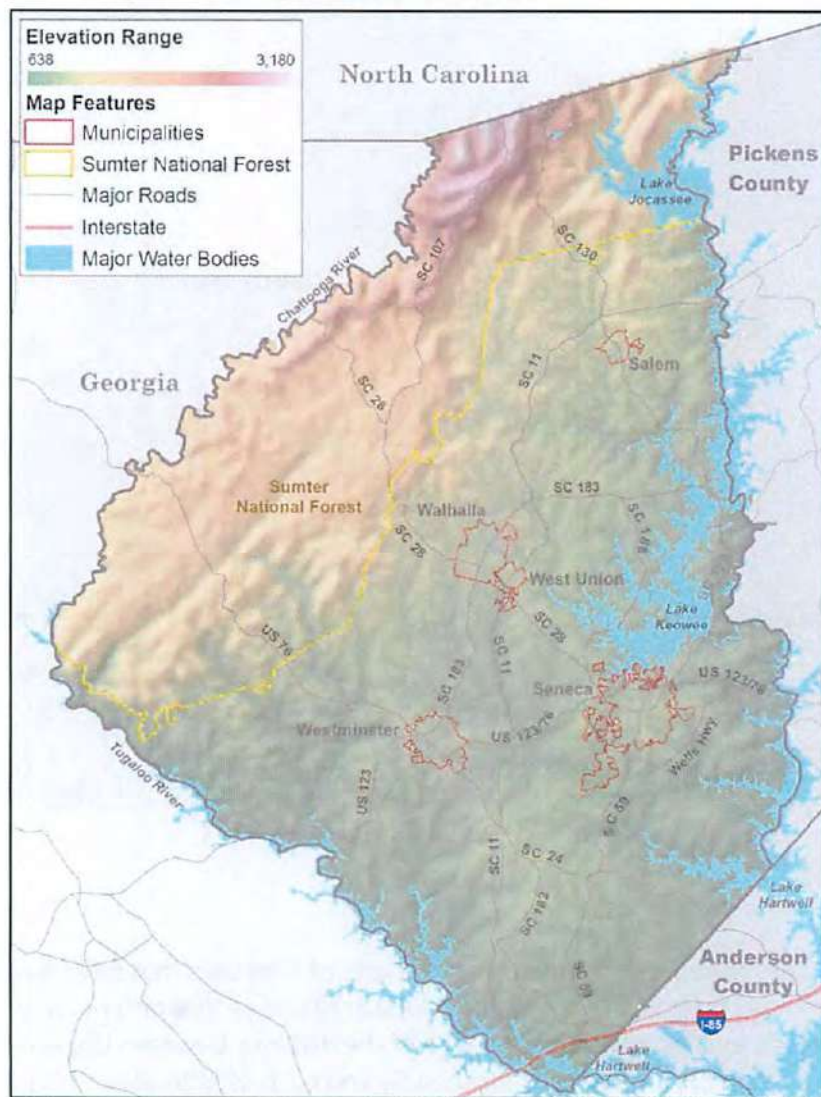 Elevation Range
638 3,180
Map Features
Municipalities
Sumter National Forest
Major Roads
Interstate
Major Water Bodies
North Carolina
Pickens
County
Lake
Jocassee
SC 130
SC 107
Chattooga River
Georgia
SC 28
SC 11
Salem
Sumter
National Forest
Walhalla
SC 183
SC 188
SC 28
West Union
Lake
Keowee
US 76
SC 28
SC 11
SC 183
Seneca
US 123/76
Westminster
US 123/76
Wells Hwy
Tugaloo River
US 123
SC 59
SC 24
SC 11
SC 182
Lake
Hartwell
SC 59
Anderson
County
I-85
Lake
Hartwell